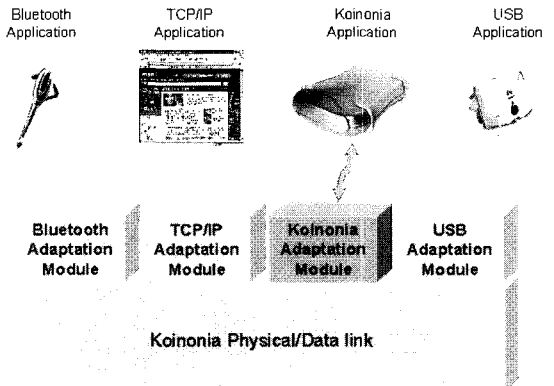 Bluetooth
Application
TCP/IP
Application
Koinonia
Application
USB
Application
Bluetooth
Adaptation
Module
TCP/IP
Adaptation
Module
Koinonia
Adaptation
Module
USB
Adaptation
Module
Koinonia Physical/Data link